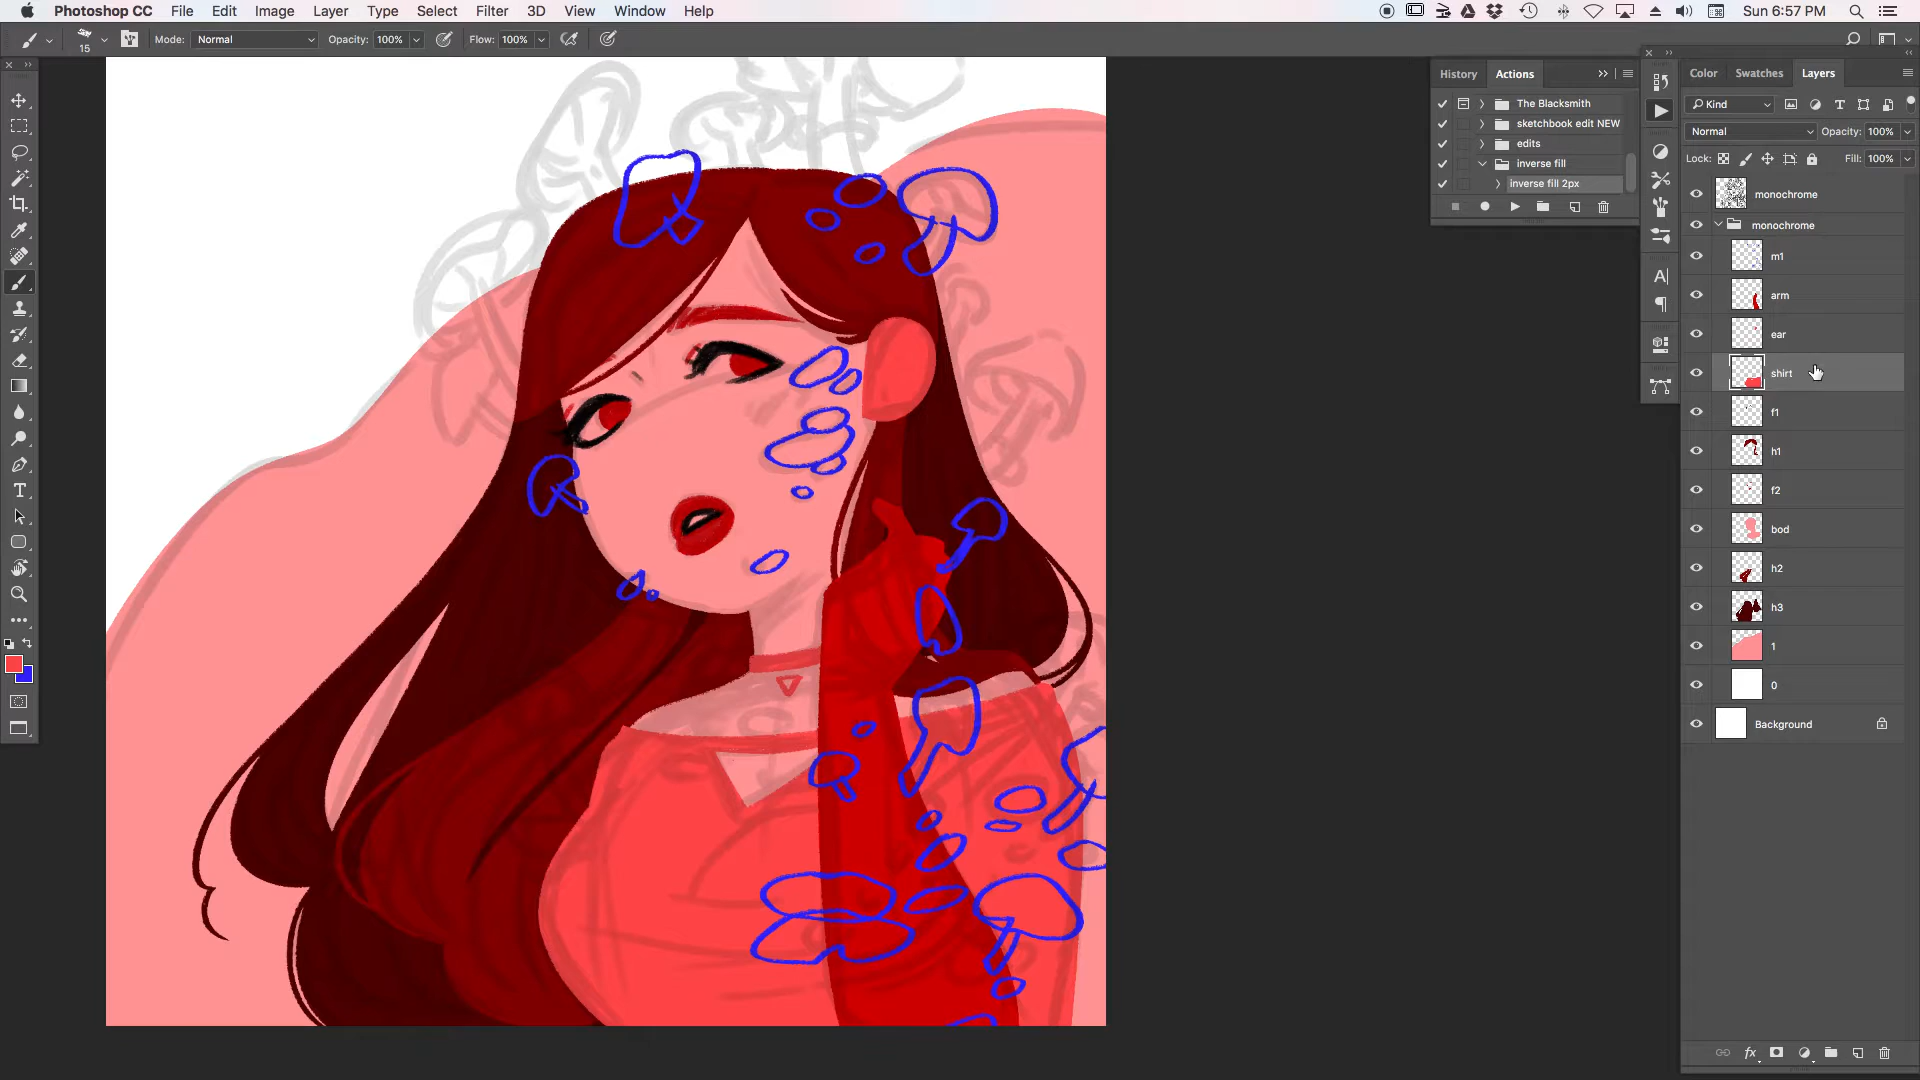 Photoshop CC File Edit Image Layer Type Select Filter 3D View Window Help Sun 6:57 PM
15 Mode: Normal Opacity: 100% Flow: 100%
History Actions
The Blacksmith
sketchbook edit NEW
edits
inverse fill
inverse fill 2px
Color Swatches Layers
Kind
Normal Opacity: 100%
Lock: Fill: 100%
monochrome
monochrome
m1
arm
ear
shirt
f1
h1
f2
bod
h2
h3
1
0
Background